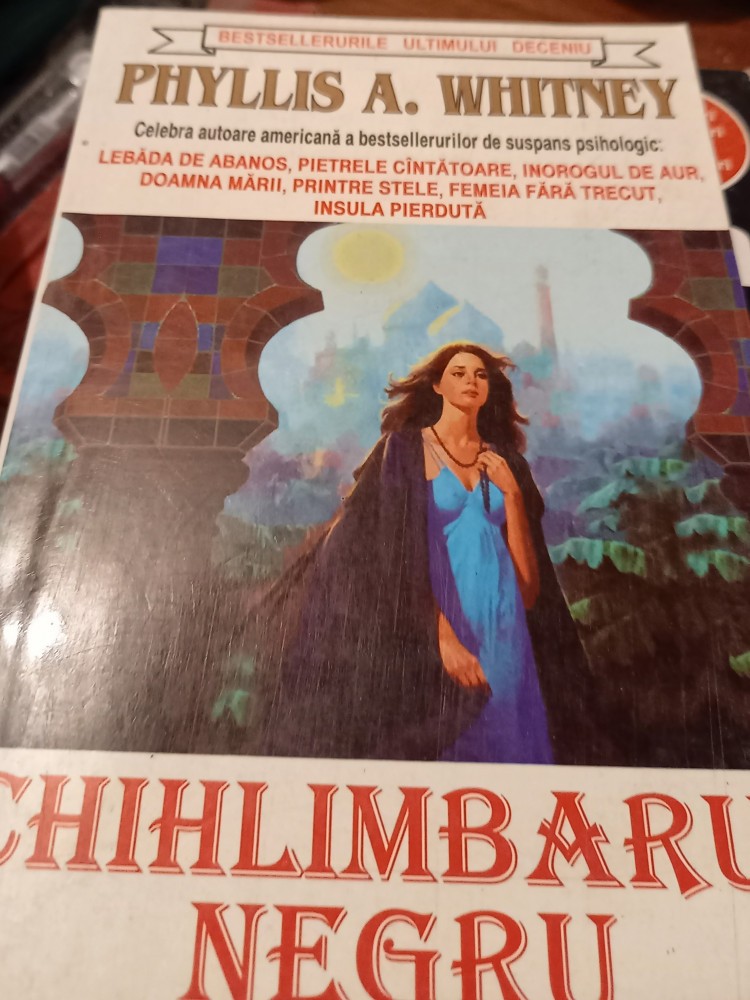 BESTSELLERURILE ULTIMULUI DECENIU
PHYLLIS A. WHITNEY
Celebra autoare americană a bestsellerurilor de suspans psihologic:
LEBĂDA DE ABANOS, PIETRELE CÎNTĂTOARE, INOROGUL DE AUR,
DOAMNA MĂRII, PRINTRE STELE, FEMEIA FĂRĂ TRECUT,
INSULA PIERDUTĂ
CHIHLIMBARU
NEGRU